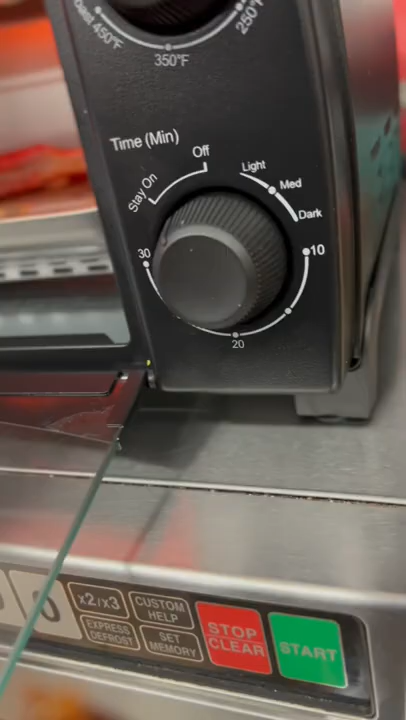 Toast 450°F
250°F
350°F
Time (Min)
Off
Light
Stay On
Med
Dark
30
10
20
0
x2/x3
CUSTOM
HELP
EXPRESS
DEFROST
SET
MEMORY
STOP
CLEAR
START